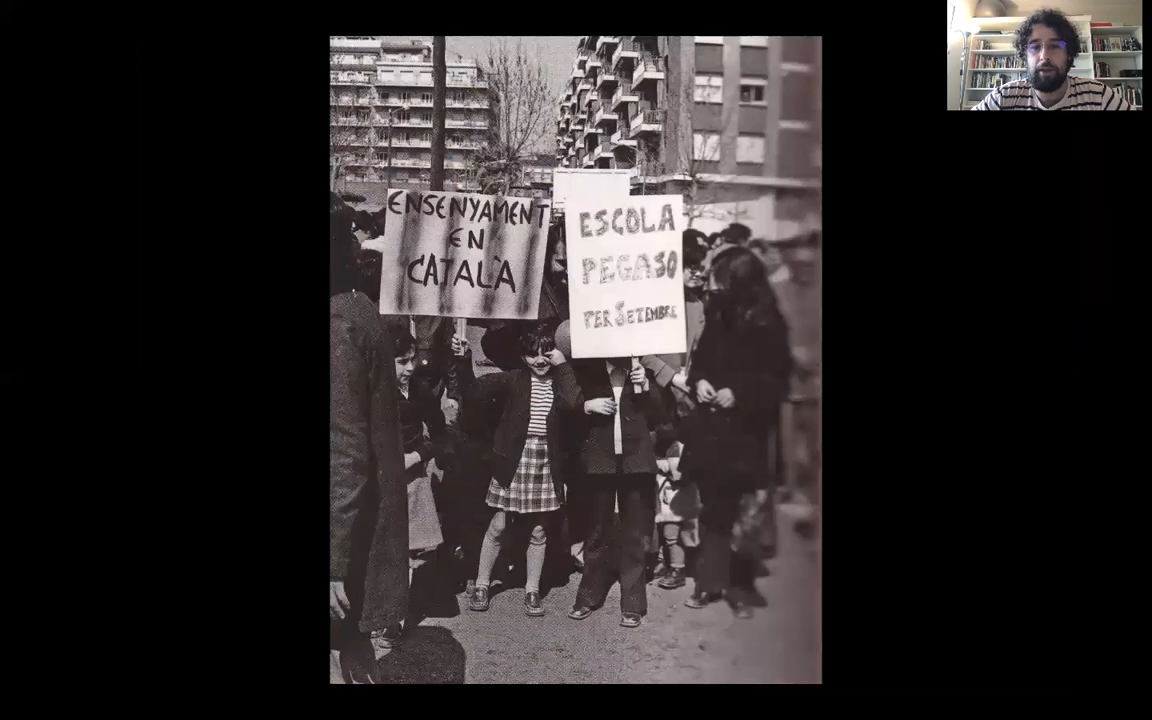 ENSENYAMENT
EN
CATALÀ
ESCOLA
PEGASO
PER SETEMBRE